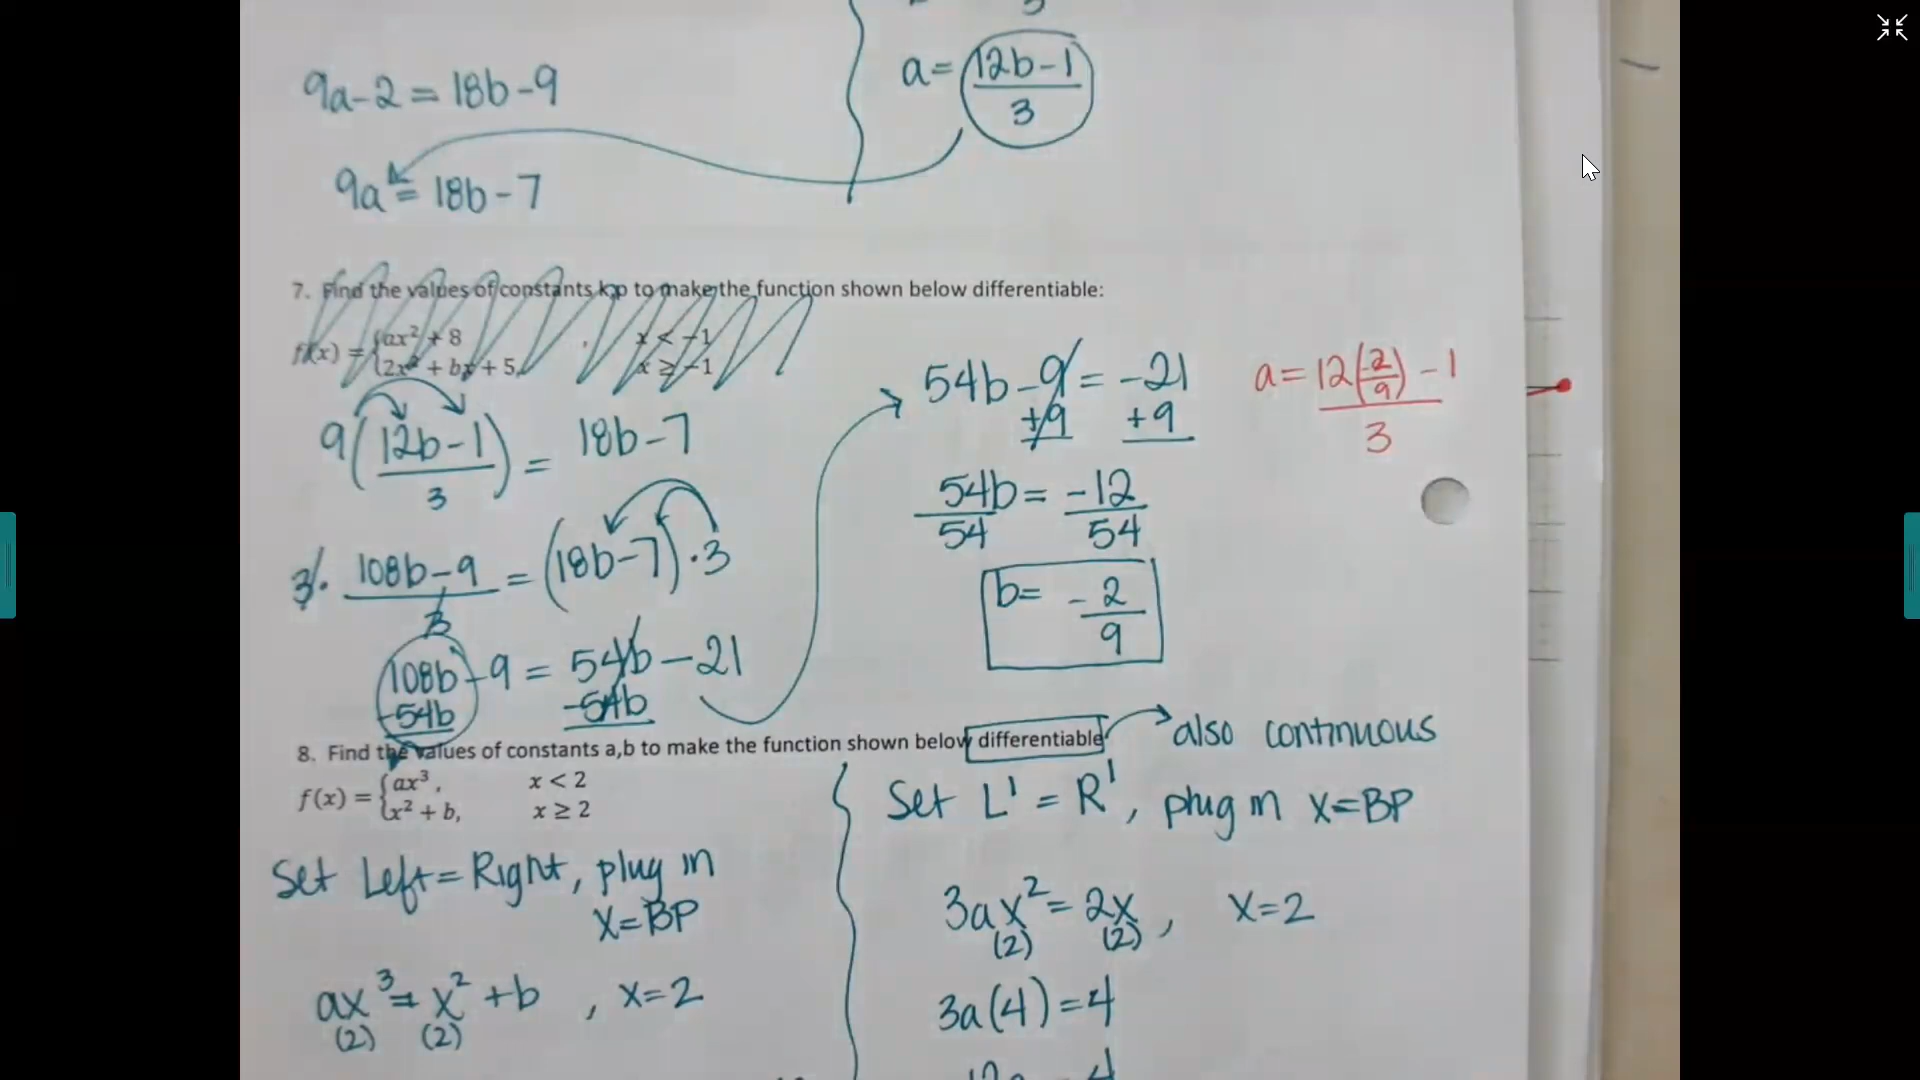 9a-2 = 18b-9
a= 12b-1
3
9a = 18b-7
7. Find the values of constants k,p to make the function shown below differentiable:
f(x) = {ax² + 8 , x < -1
2x² + bx + 5, x ≥ -1
9(12b-1) = 18b-7
3
3. 108b-9 = (18b-7)·3
3
108b-9 = 54b-21
-54b -54b
54b-9 = -21
+9 +9
54b = -12
54 54
b= -2
9
a= 12(-2/9) -1
3
8. Find the values of constants a,b to make the function shown below differentiable
also continuous
f(x) = {ax³, x < 2
x² + b, x ≥ 2
Set Left=Right, plug in
x=BP
ax³= x² +b , x=2
(2) (2)
Set L' = R', plug in x=BP
3ax²= 2x , x=2
(2) (2)
3a(4)=4